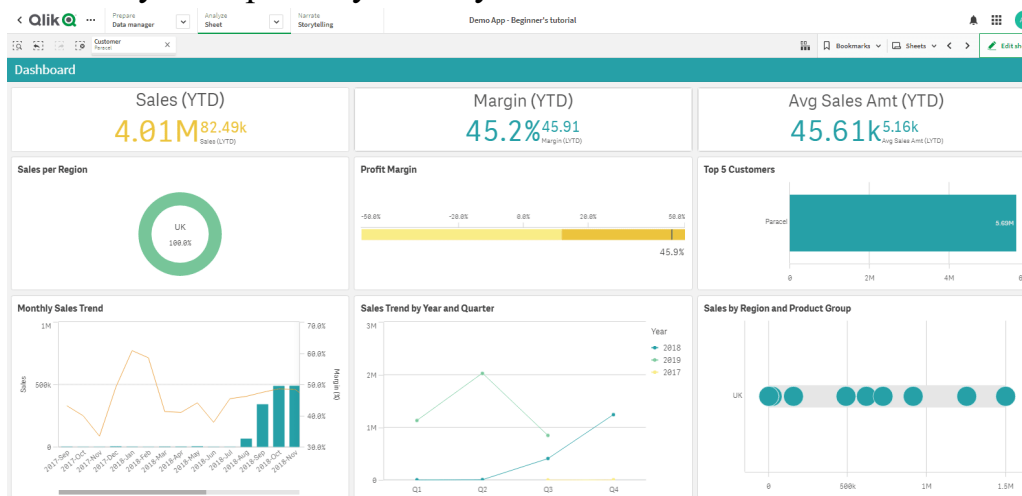 Qlik
Prepare
Data manager
Analyze
Sheet
Narrate
Storytelling
Demo App - Beginner's tutorial
Customer
Paracel
Bookmarks
Sheets
Edit sh
Dashboard
Sales (YTD)
4.01M 82.49k
Sales (LYTD)
Margin (YTD)
45.2% 45.91
Margin (LYTD)
Avg Sales Amt (YTD)
45.61k 5.16k
Avg Sales Amt (LYTD)
Sales per Region
UK
100.0%
Profit Margin
-50.0% -20.0% 0.0% 20.0% 50.0%
45.9%
Top 5 Customers
Paracel
5.69M
0 2M 4M 6
Monthly Sales Trend
1M
500k
0
Sales
70.0%
60.0%
50.0%
40.0%
30.0%
Margin (%)
2017-Sep 2017-Oct 2017-Nov 2017-Dec 2018-Jan 2018-Feb 2018-Mar 2018-Apr 2018-May 2018-Jun 2018-Jul 2018-Aug 2018-Sep 2018-Oct 2018-Nov
Sales Trend by Year and Quarter
3M
2M
1M
0
Q1 Q2 Q3 Q4
Year
2018
2019
2017
Sales by Region and Product Group
UK
0 500k 1M 1.5M